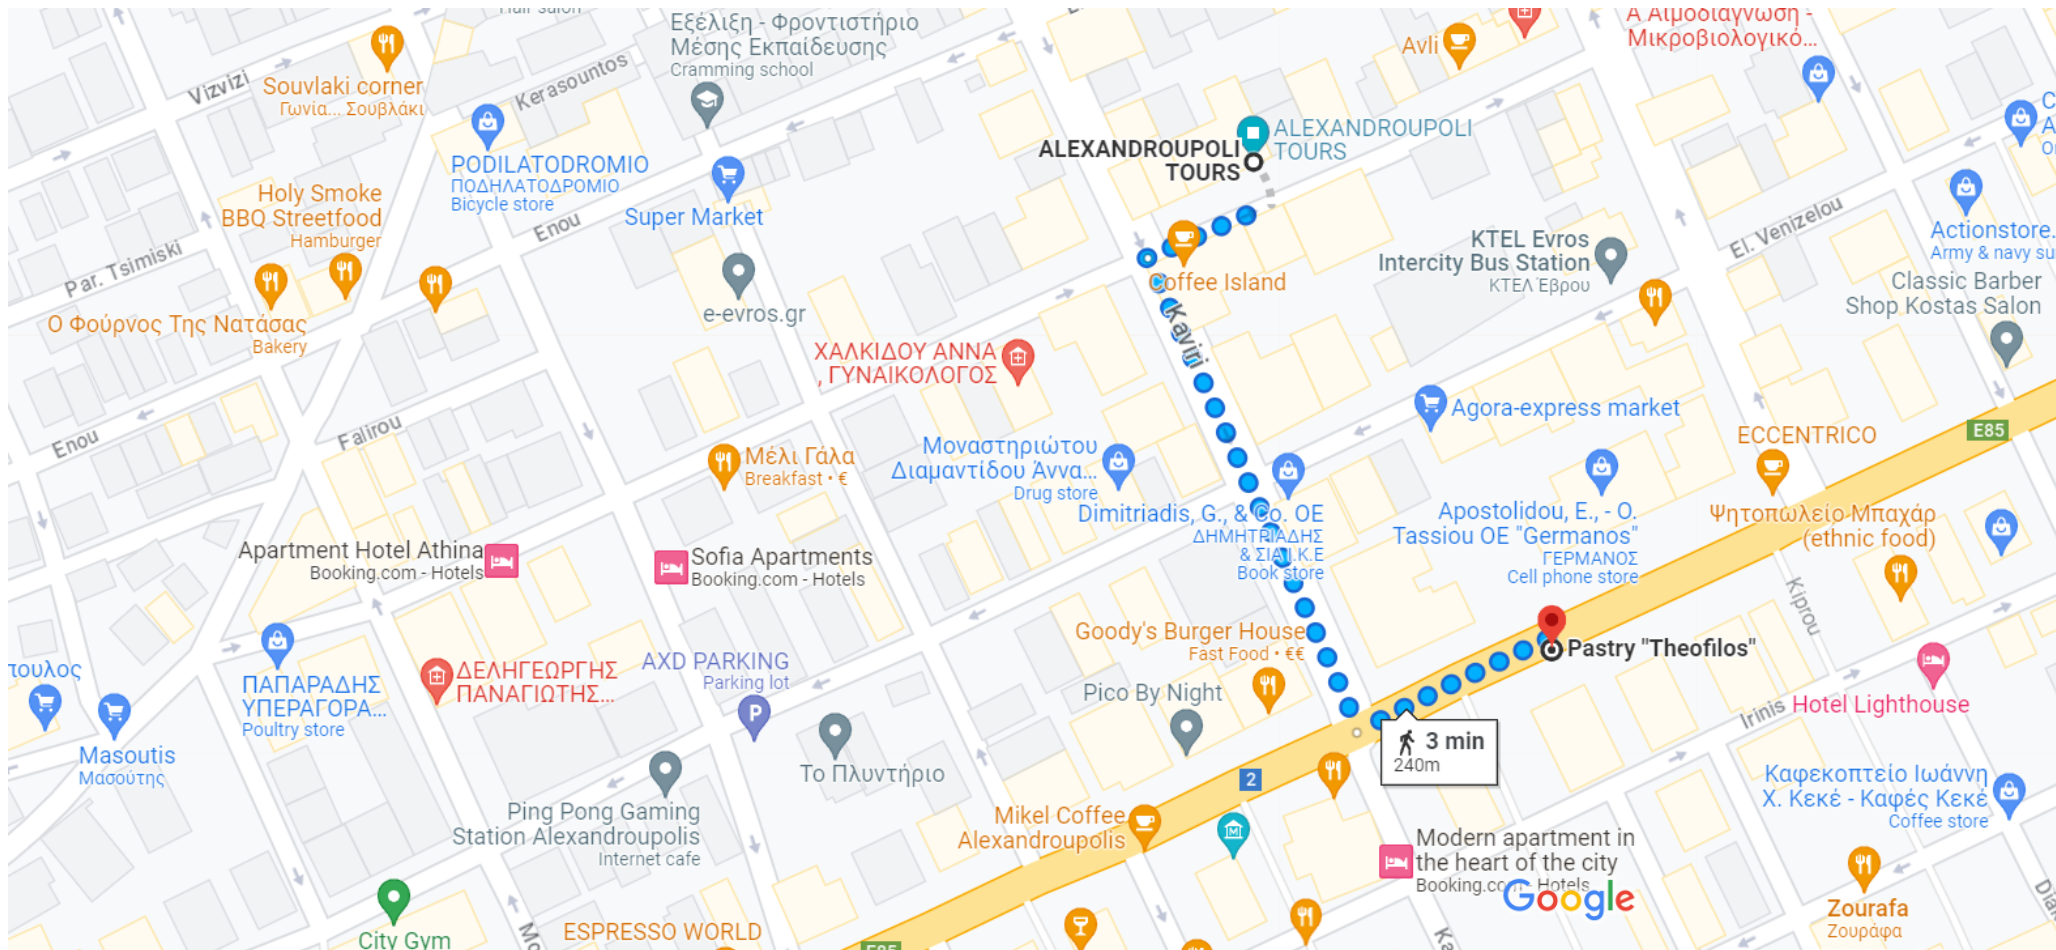 Hair salon
Εξέλιξη - Φροντιστήριο
Μέσης Εκπαίδευσης
Cramming school
Α Αιμοδιάγνωση -
Μικροβιολογικό...
Avli
Vizvizi
Souvlaki corner
Γωνία... Σουβλάκι
Kerasountos
PODILATODROMIO
ΠΟΔΗΛΑΤΟΔΡΟΜΙΟ
Bicycle store
ALEXANDROUPOLI
TOURS
ALEXANDROUPOLI
TOURS
Holy Smoke
BBQ Streetfood
Hamburger
Super Market
Enou
Par. Tsimiski
El. Venizelou
Actionstore.
Army & navy su
KTEL Evros
Intercity Bus Station
ΚΤΕΛ Έβρου
Classic Barber
Shop Kostas Salon
Coffee Island
Kaviri
e-evros.gr
Ο Φούρνος Της Νατάσας
Bakery
ΧΑΛΚΙΔΟΥ ΑΝΝΑ
, ΓΥΝΑΙΚΟΛΟΓΟΣ
Agora-express market
Enou
Falirou
ECCENTRICO
E85
Μέλι Γάλα
Breakfast • €
Μοναστηριώτου
Διαμαντίδου Άννα...
Drug store
Dimitriadis, G., & Co. OE
ΔΗΜΗΤΡΙΑΔΗΣ
& ΣΙΑ Ι.Κ.Ε
Book store
Apostolidou, E., - O.
Tassiou OE "Germanos"
ΓΕΡΜΑΝΟΣ
Cell phone store
Ψητοπωλείο Μπαχάρ
(ethnic food)
Apartment Hotel Athina
Booking.com - Hotels
Sofia Apartments
Booking.com - Hotels
Kiprou
Goody's Burger House
Fast Food • €€
Pastry "Theofilos"
πουλος
ΠΑΠΑΡΑΔΗΣ
ΥΠΕΡΑΓΟΡΑ...
Poultry store
ΔΕΛΗΓΕΩΡΓΗΣ
ΠΑΝΑΓΙΩΤΗΣ...
AXD PARKING
Parking lot
P
Pico By Night
Irinis
Hotel Lighthouse
3 min
240m
Masoutis
Μασούτης
Το Πλυντήριο
2
Ping Pong Gaming
Station Alexandroupolis
Internet cafe
Mikel Coffee
Alexandroupolis
M
Καφεκοπτείο Ιωάννη
Χ. Κεκέ - Καφές Κεκέ
Coffee store
Modern apartment in
the heart of the city
Booking.com - Hotels
Google
Zourafa
Ζουράφα
City Gym
ESPRESSO WORLD
E85